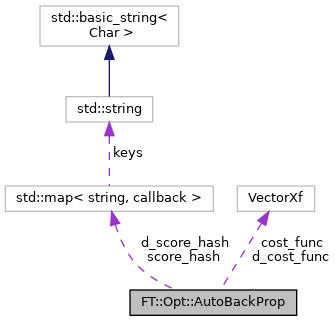 std::basic_string<
Char >
std::string
keys
std::map< string, callback >
VectorXf
d_score_hash
score_hash
cost_func
d_cost_func
FT::Opt::AutoBackProp